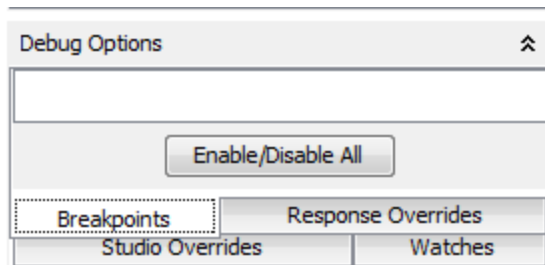 Debug Options
Enable/Disable All
Breakpoints Response Overrides
Studio Overrides Watches